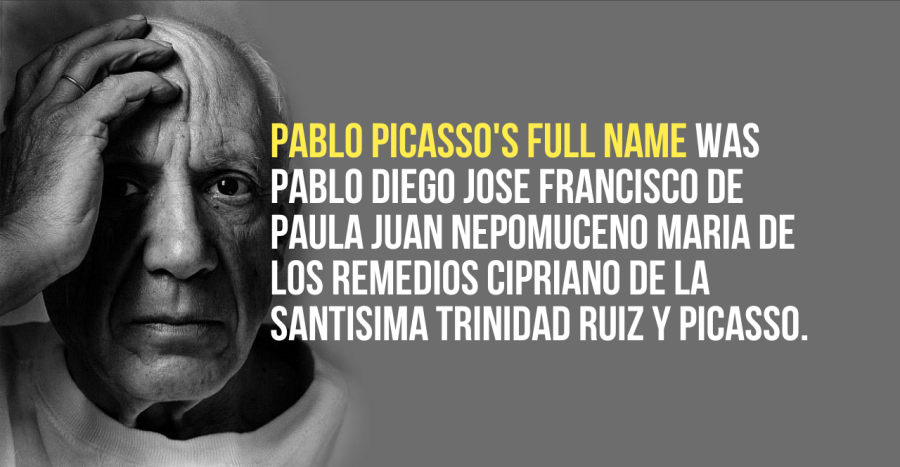 PABLO PICASSO'S FULL NAME WAS
PABLO DIEGO JOSE FRANCISCO DE
PAULA JUAN NEPOMUCENO MARIA DE
LOS REMEDIOS CIPRIANO DE LA
SANTISIMA TRINIDAD RUIZ Y PICASSO.